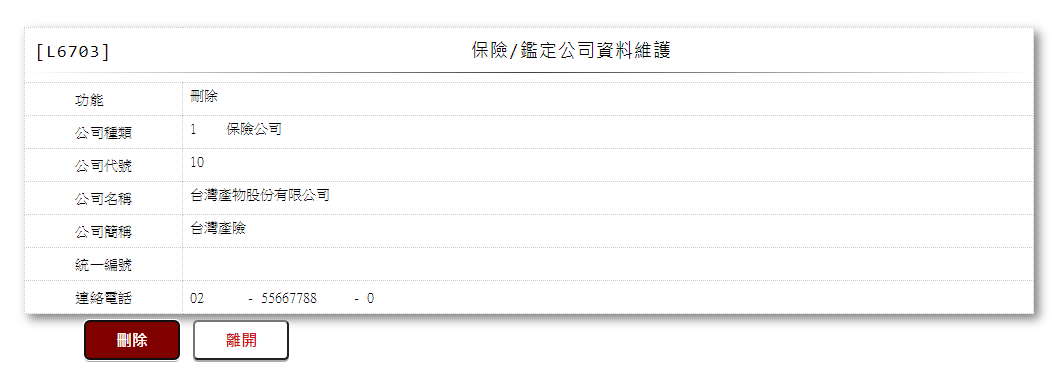 [L6703] 保險/鑑定公司資料維護
功能 刪除
公司種類 1 保險公司
公司代號 10
公司名稱 台灣產物股份有限公司
公司簡稱 台灣產險
統一編號
連絡電話 02 - 55667788 - 0
刪除 離開